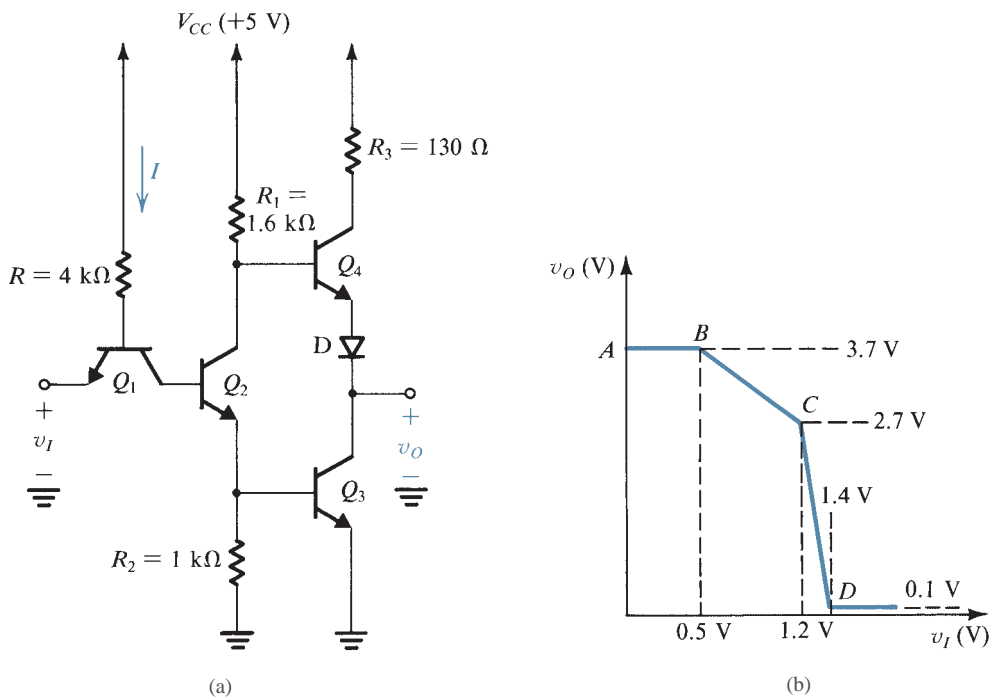 V_CC (+5 V)
I
R_3 = 130 Ω
R_1 =
1.6 kΩ
R = 4 kΩ
Q_4
D
Q_1
Q_2
+
v_I
−
+
v_O
−
Q_3
R_2 = 1 kΩ
(a)
v_O (V)
A
B
3.7 V
C
2.7 V
1.4 V
D
0.1 V
0.5 V
1.2 V
v_I (V)
(b)